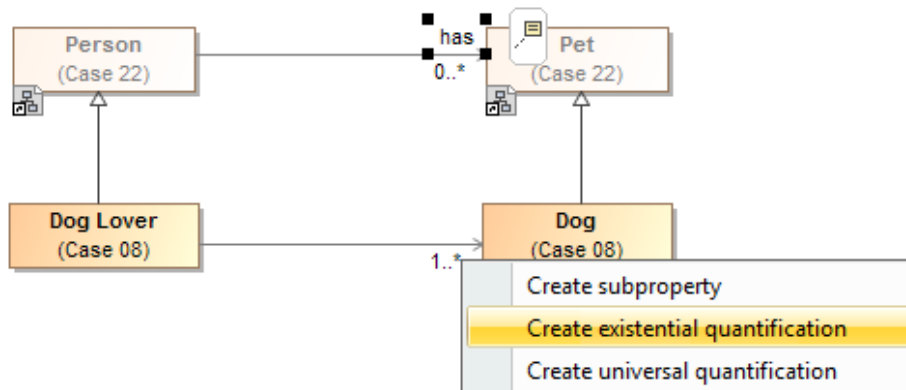 Person
(Case 22)
has
0..*
Pet
(Case 22)
Dog Lover
(Case 08)
1..*
Dog
(Case 08)
Create subproperty
Create existential quantification
Create universal quantification